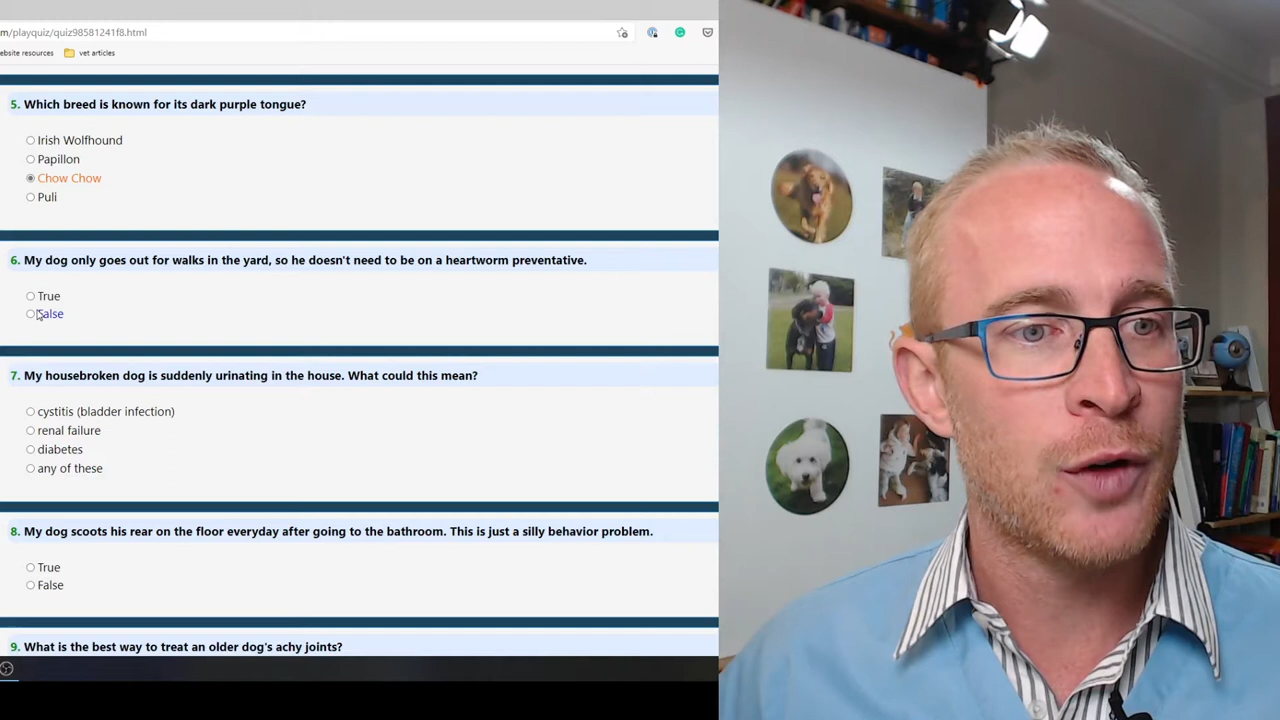 m/playquiz/quiz98581241f8.html
ebsite resources vet articles
5. Which breed is known for its dark purple tongue?
Irish Wolfhound
Papillon
Chow Chow
Puli
6. My dog only goes out for walks in the yard, so he doesn't need to be on a heartworm preventative.
True
False
7. My housebroken dog is suddenly urinating in the house. What could this mean?
cystitis (bladder infection)
renal failure
diabetes
any of these
8. My dog scoots his rear on the floor everyday after going to the bathroom. This is just a silly behavior problem.
True
False
9. What is the best way to treat an older dog's achy joints?